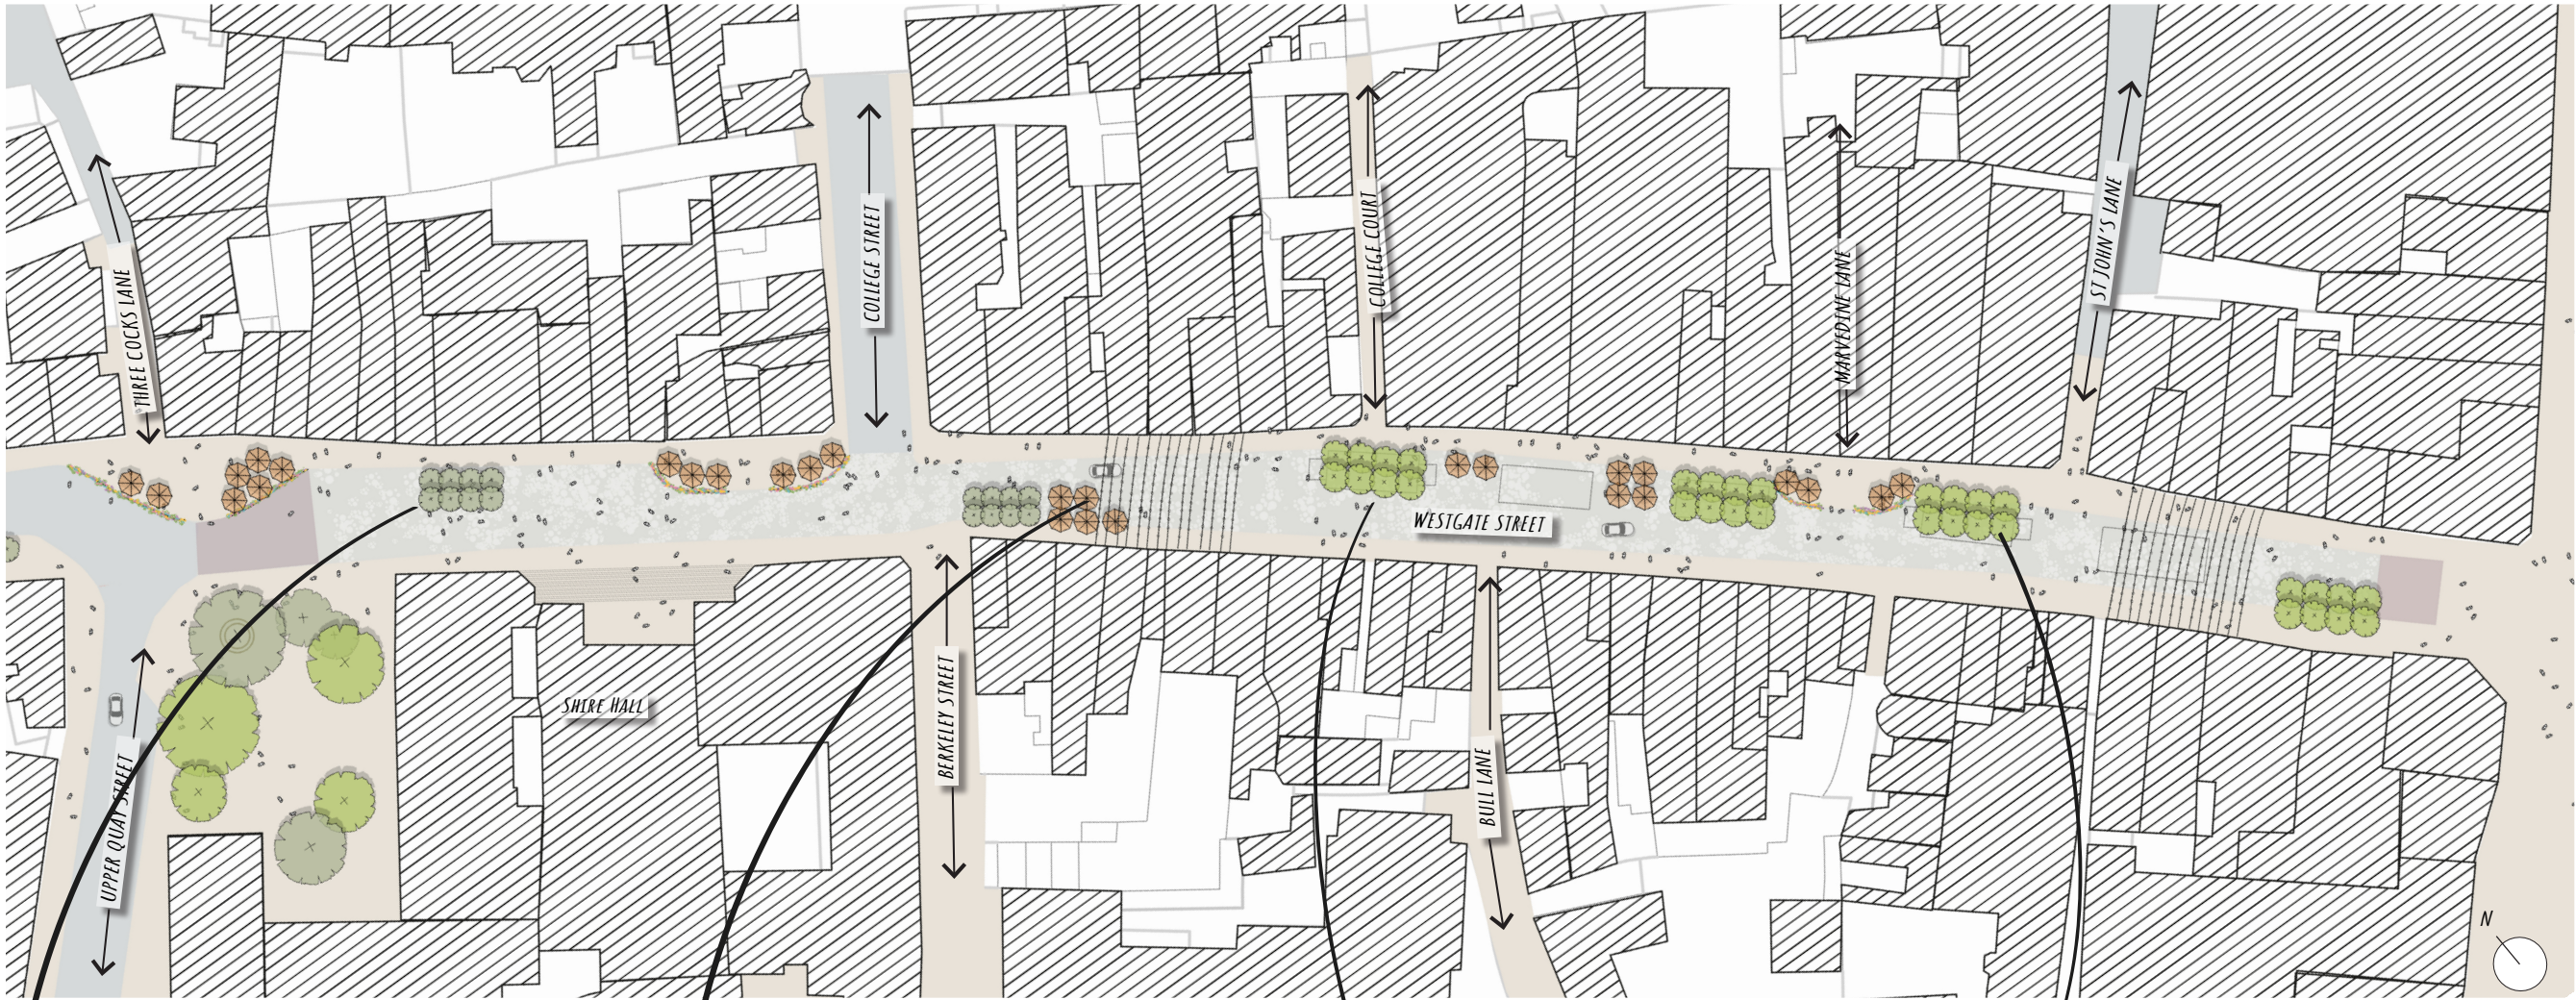 THREE COCKS LANE
COLLEGE STREET
COLLEGE COURT
MARVEDINE LANE
ST JOHN'S LANE
WESTGATE STREET
SHIRE HALL
UPPER QUAY STREET
BERKELEY STREET
BULL LANE
N